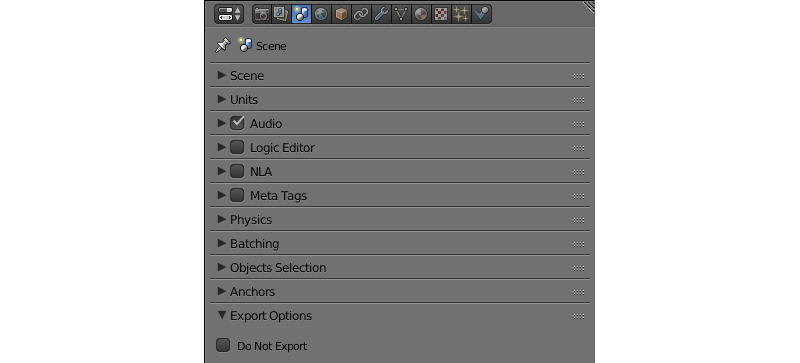 Scene
Scene
Units
Audio
Logic Editor
NLA
Meta Tags
Physics
Batching
Objects Selection
Anchors
Export Options
Do Not Export